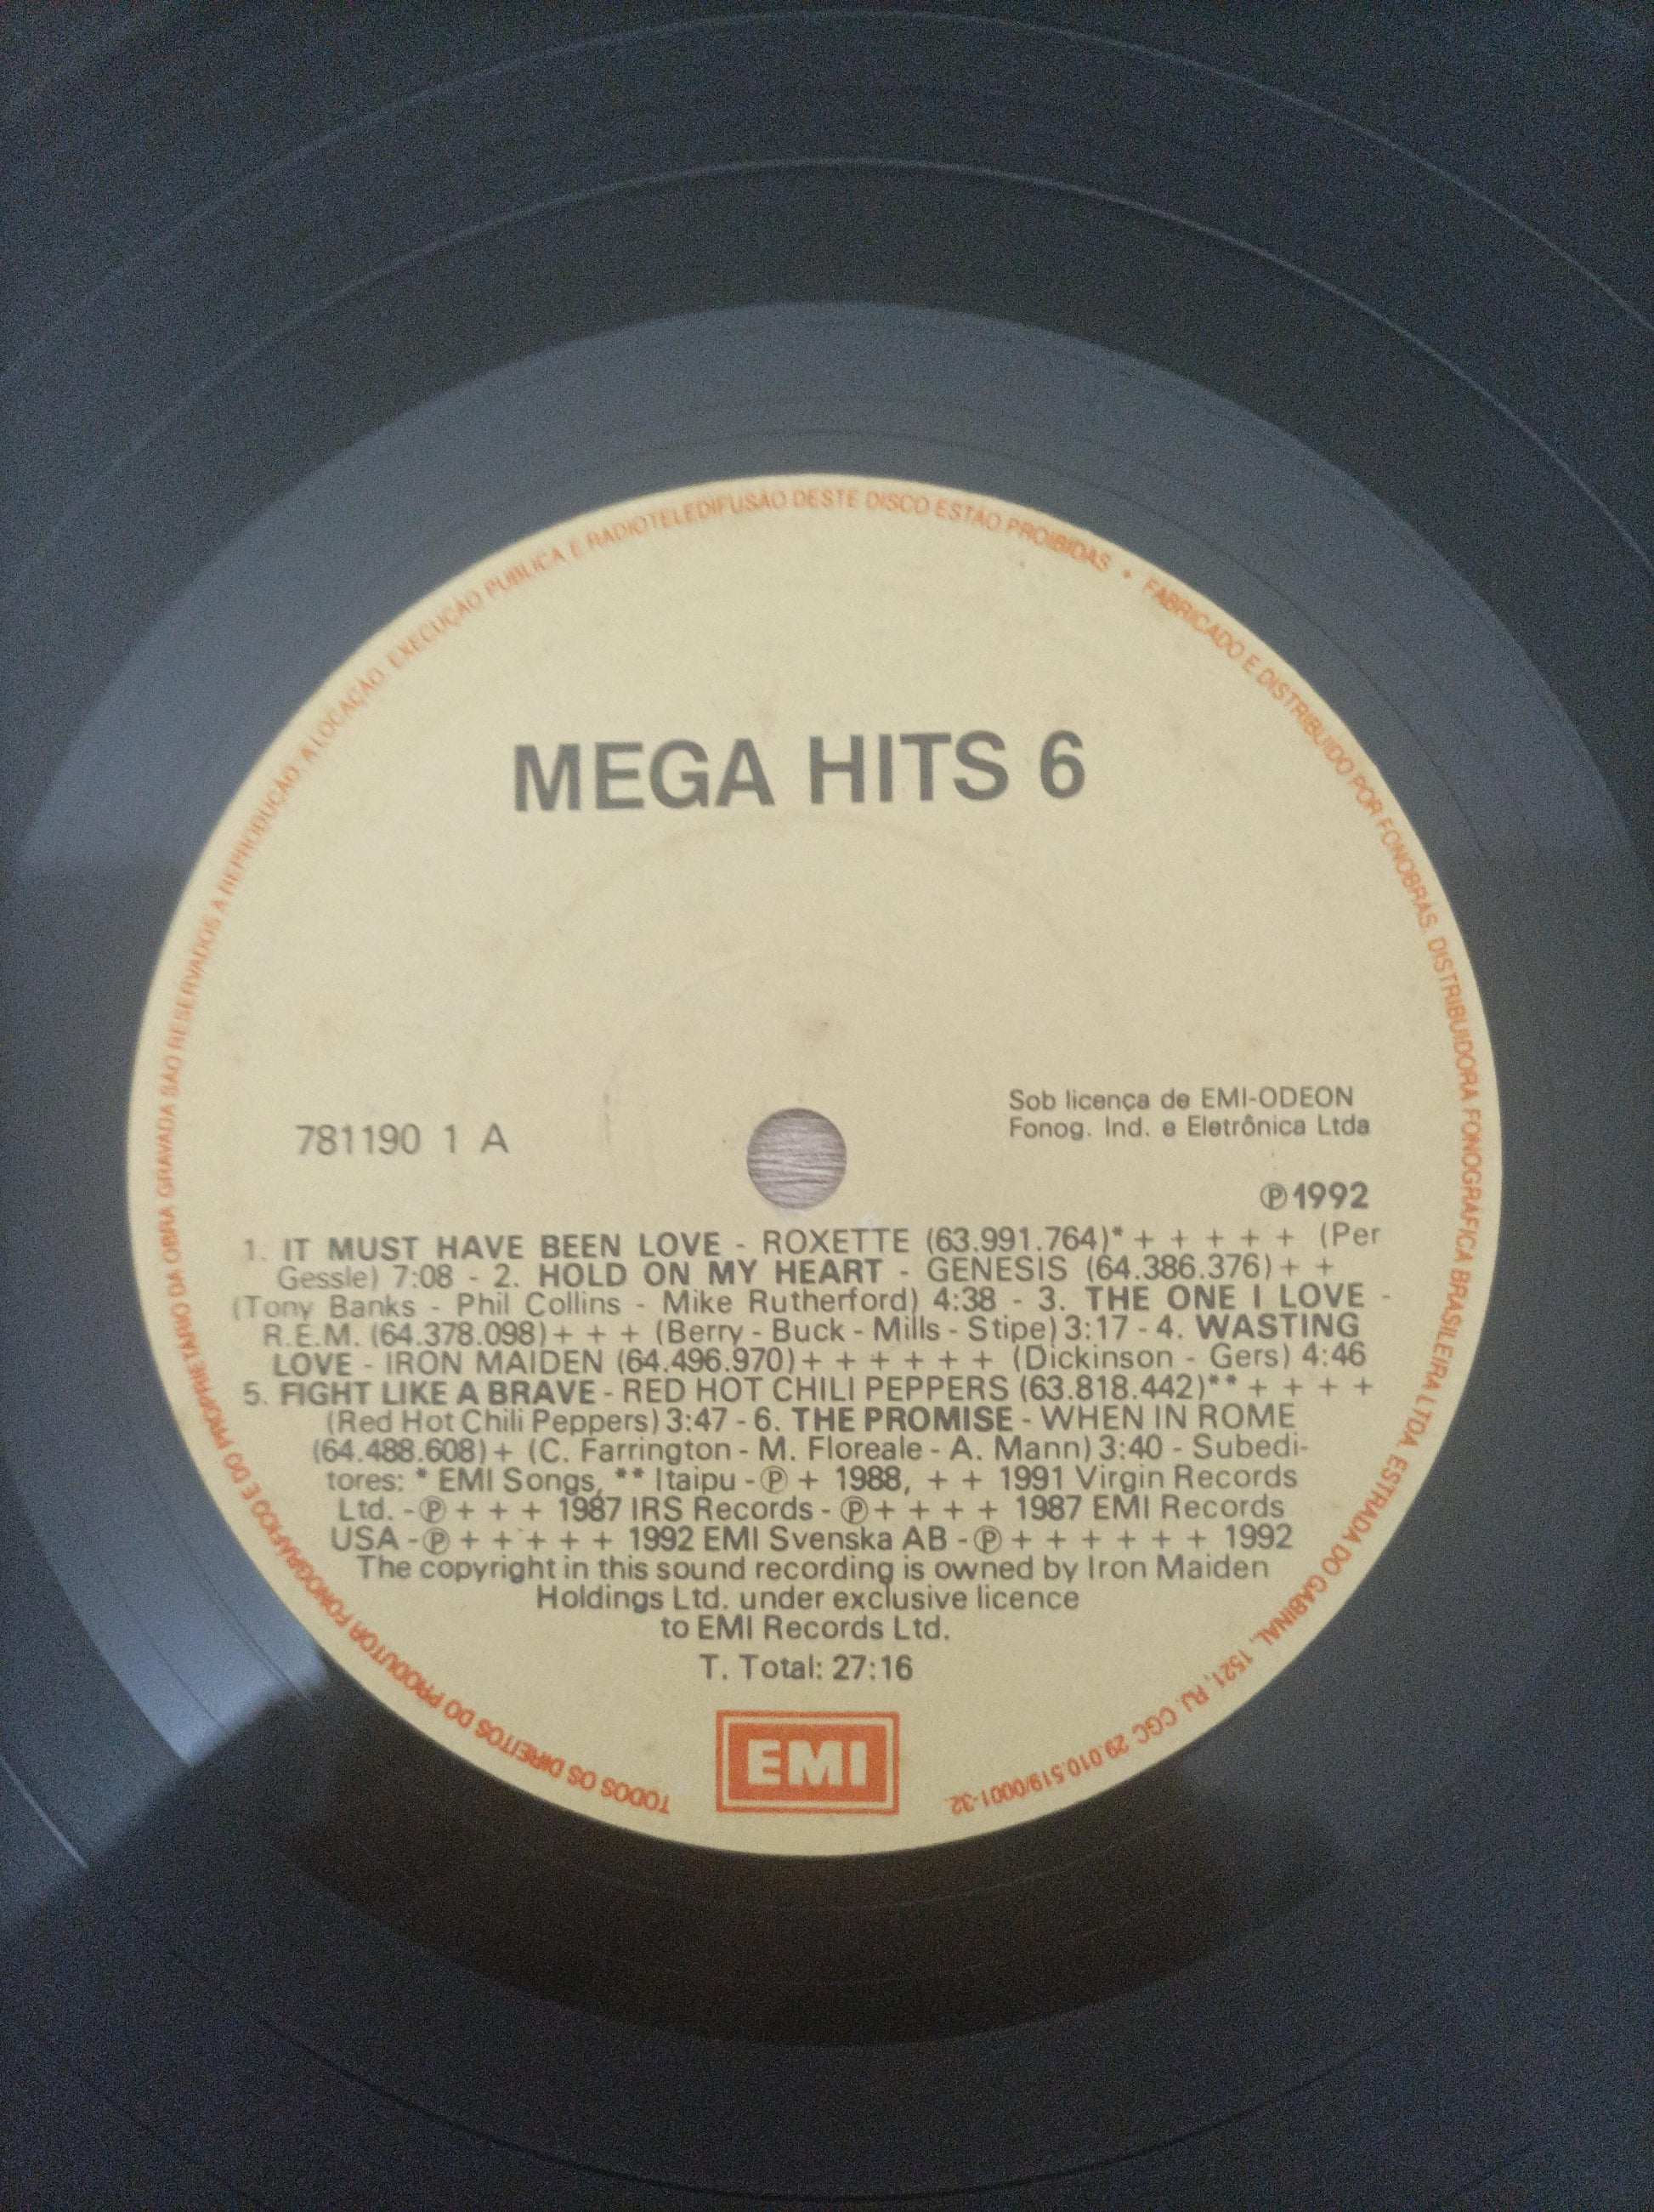 TODOS OS DIREITOS DO PRODUTOR FONOGRÁFICO E DO PROPRIETÁRIO DA OBRA GRAVADA SÃO RESERVADOS A REPRODUÇÃO. A LOCAÇÃO. EXECUÇÃO PÚBLICA E RADIOTELEDIFUSÃO DESTE DISCO ESTÃO PROIBIDAS • FABRICADO E DISTRIBUÍDO POR FONOBRÁS. DISTRIBUIDORA FONOGRÁFICA BRASILEIRA LTDA. ESTRADA DO GABINAL, 1521, RJ. CGC 29.010.519/0001-32.
MEGA HITS 6
Sob licença de EMI-ODEON
Fonog. Ind. e Eletrônica Ltda
781190 1 A
℗1992
1. IT MUST HAVE BEEN LOVE - ROXETTE (63.991.764)* + + + + + (Per
Gessle) 7:08 - 2. HOLD ON MY HEART - GENESIS (64.386.376) + +
(Tony Banks - Phil Collins - Mike Rutherford) 4:38 - 3. THE ONE I LOVE -
R.E.M. (64.378.098) + + + (Berry - Buck - Mills - Stipe) 3:17 - 4. WASTING
LOVE - IRON MAIDEN (64.496.970) + + + + + + (Dickinson - Gers) 4:46
5. FIGHT LIKE A BRAVE - RED HOT CHILI PEPPERS (63.818.442)** + + + +
(Red Hot Chili Peppers) 3:47 - 6. THE PROMISE - WHEN IN ROME
(64.488.608) + (C. Farrington - M. Floreale - A. Mann) 3:40 - Subedi-
tores: * EMI Songs, ** Itaipu - ℗ + 1988, + + 1991 Virgin Records
Ltd. - ℗ + + + 1987 IRS Records - ℗ + + + + 1987 EMI Records
USA - ℗ + + + + + 1992 EMI Svenska AB - ℗ + + + + + + 1992
The copyright in this sound recording is owned by Iron Maiden
Holdings Ltd. under exclusive licence
to EMI Records Ltd.
T. Total: 27:16
EMI